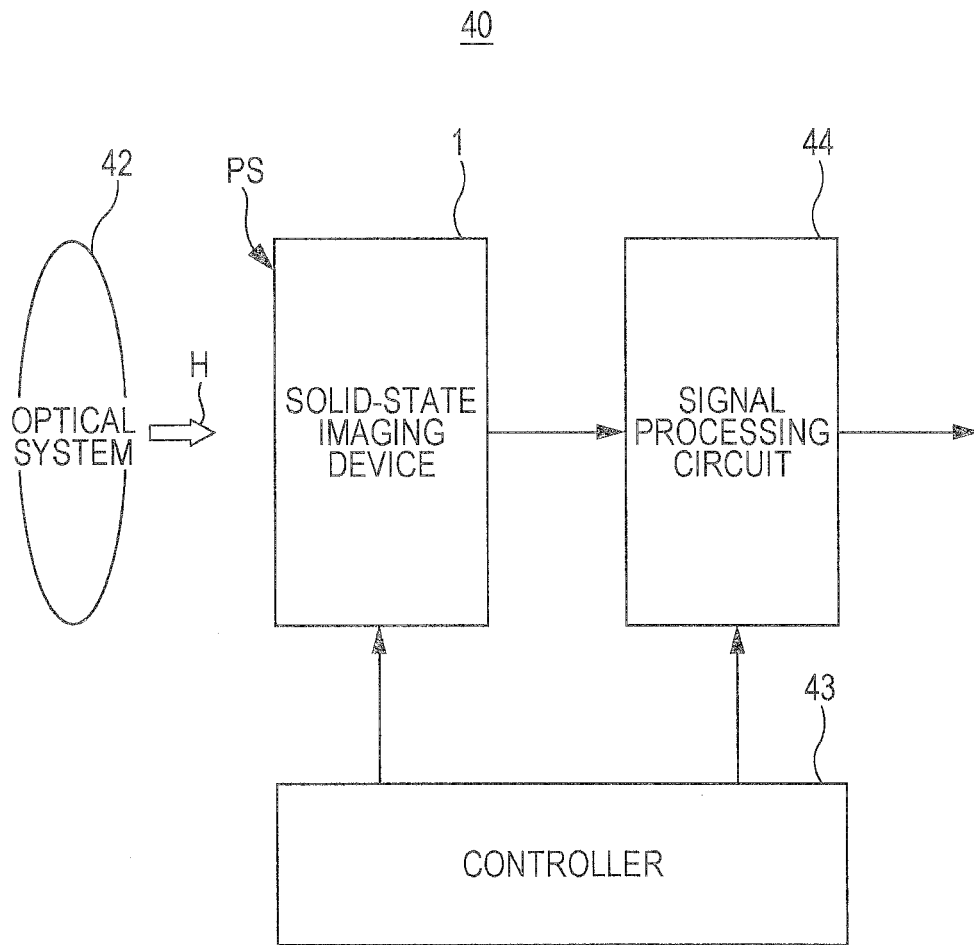 40
42
PS
1
44
H
OPTICAL
SYSTEM
SOLID-STATE
IMAGING
DEVICE
SIGNAL
PROCESSING
CIRCUIT
43
CONTROLLER